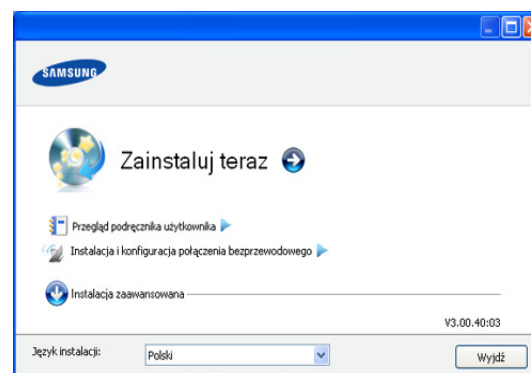 SAMSUNG
Zainstaluj teraz
Przegląd podręcznika użytkownika
Instalacja i konfiguracja połączenia bezprzewodowego
Instalacja zaawansowana
V3.00.40:03
Język instalacji:
Polski
Wyjdź